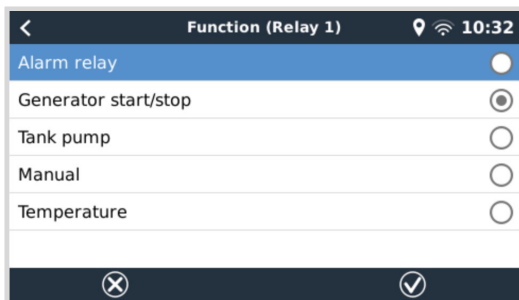 Function (Relay 1) 10:32
Alarm relay
Generator start/stop
Tank pump
Manual
Temperature